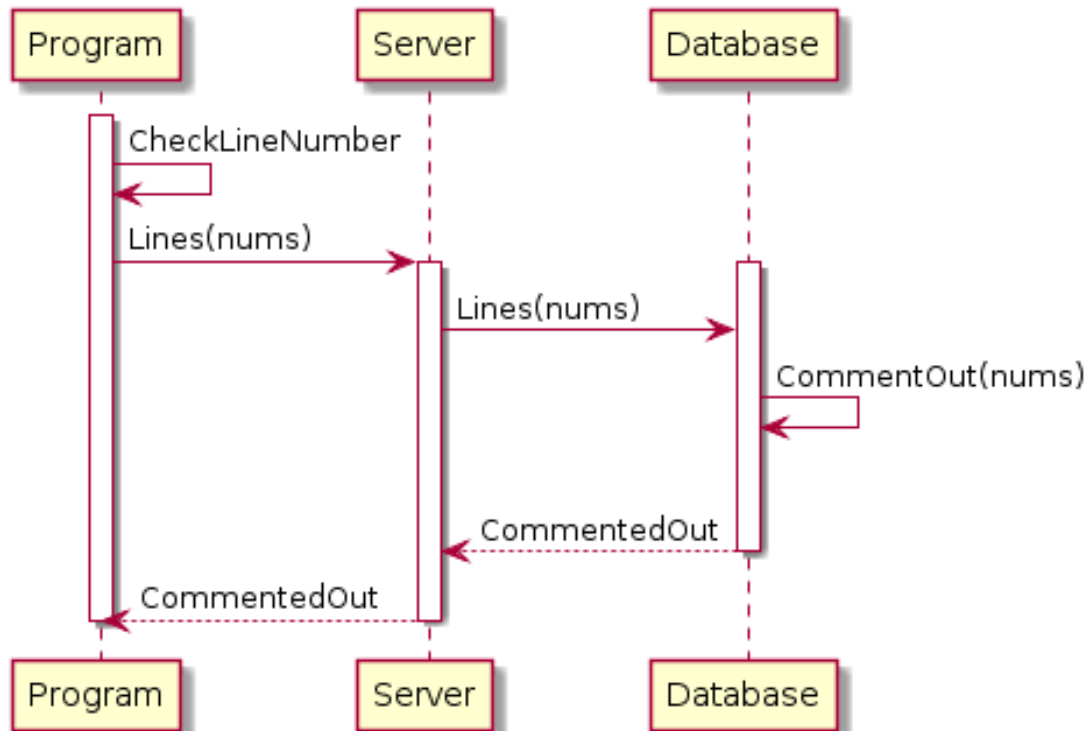 Program
Server
Database
CheckLineNumber
Lines(nums)
Lines(nums)
CommentOut(nums)
CommentedOut
CommentedOut
Program
Server
Database